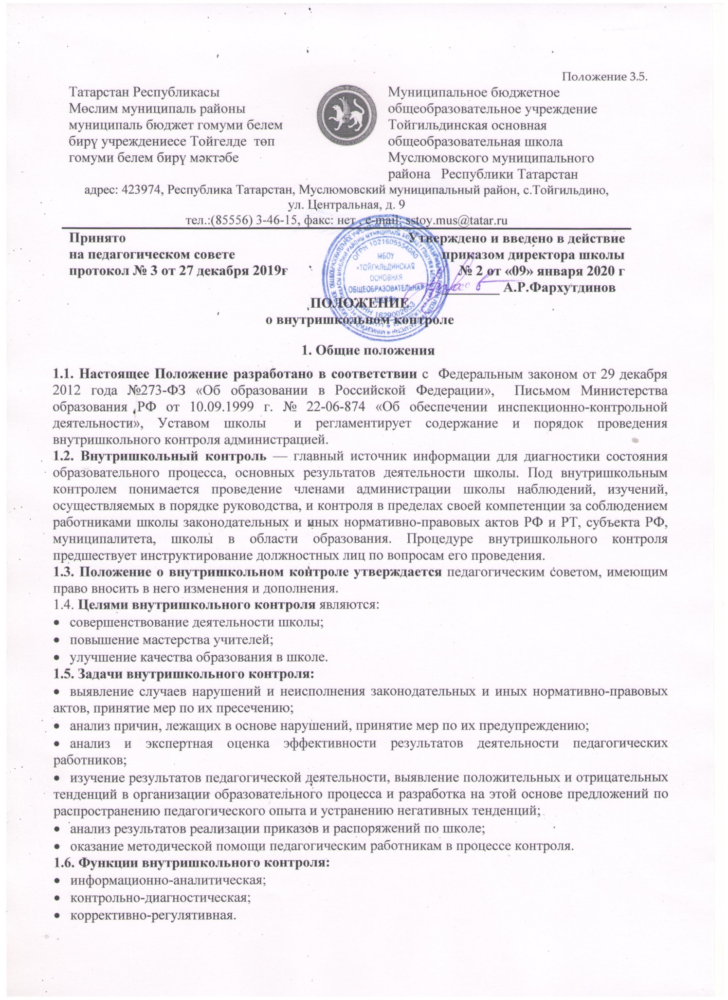 Положение 3.5.
Татарстан Республикасы
Мөслим муниципаль районы
муниципаль бюджет гомуми белем
бирү учреждениесе Тойгелде  төп
гомуми белем бирү мәктәбе
Муниципальное бюджетное
общеобразовательное учреждение
Тойгильдинская основная
общеобразовательная школа
Муслюмовского муниципального
района   Республики Татарстан
адрес: 423974, Республика Татарстан, Муслюмовский муниципальный район, с.Тойгильдино,
ул. Центральная, д. 9
тел.:(85556) 3-46-15, факс: нет , e-mail: sstoy.mus@tatar.ru
Принято
на педагогическом совете
протокол № 3 от 27 декабря 2019г
Утверждено и введено в действие
приказом директора школы
№ 2 от «09» января 2020 г
А.Р.Фархутдинов
ОГРН 1021605554080
МБОУ
«ТОЙГИЛЬДИНСКАЯ
ОСНОВНАЯ
ОБЩЕОБРАЗОВАТЕЛЬНАЯ
ШКОЛА»
ИНН 1629002653
ПОЛОЖЕНИЕ
о внутришкольном контроле
1. Общие положения
1.1. Настоящее Положение разработано в соответствии с  Федеральным законом от 29 декабря
2012 года №273-ФЗ «Об образовании в Российской Федерации»,  Письмом Министерства
образования РФ от 10.09.1999 г. № 22-06-874 «Об обеспечении инспекционно-контрольной
деятельности», Уставом школы  и регламентирует содержание и порядок проведения
внутришкольного контроля администрацией.
1.2. Внутришкольный контроль — главный источник информации для диагностики состояния
образовательного процесса, основных результатов деятельности школы. Под внутришкольным
контролем понимается проведение членами администрации школы наблюдений, изучений,
осуществляемых в порядке руководства, и контроля в пределах своей компетенции за соблюдением
работниками школы законодательных и иных нормативно-правовых актов РФ и РТ, субъекта РФ,
муниципалитета, школы в области образования. Процедуре внутришкольного контроля
предшествует инструктирование должностных лиц по вопросам его проведения.
1.3. Положение о внутришкольном контроле утверждается педагогическим советом, имеющим
право вносить в него изменения и дополнения.
1.4. Целями внутришкольного контроля являются:
• совершенствование деятельности школы;
• повышение мастерства учителей;
• улучшение качества образования в школе.
1.5. Задачи внутришкольного контроля:
• выявление случаев нарушений и неисполнения законодательных и иных нормативно-правовых
актов, принятие мер по их пресечению;
• анализ причин, лежащих в основе нарушений, принятие мер по их предупреждению;
• анализ и экспертная оценка эффективности результатов деятельности педагогических
работников;
• изучение результатов педагогической деятельности, выявление положительных и отрицательных
тенденций в организации образовательного процесса и разработка на этой основе предложений по
распространению педагогического опыта и устранению негативных тенденций;
• анализ результатов реализации приказов и распоряжений по школе;
• оказание методической помощи педагогическим работникам в процессе контроля.
1.6. Функции внутришкольного контроля:
• информационно-аналитическая;
• контрольно-диагностическая;
• коррективно-регулятивная.